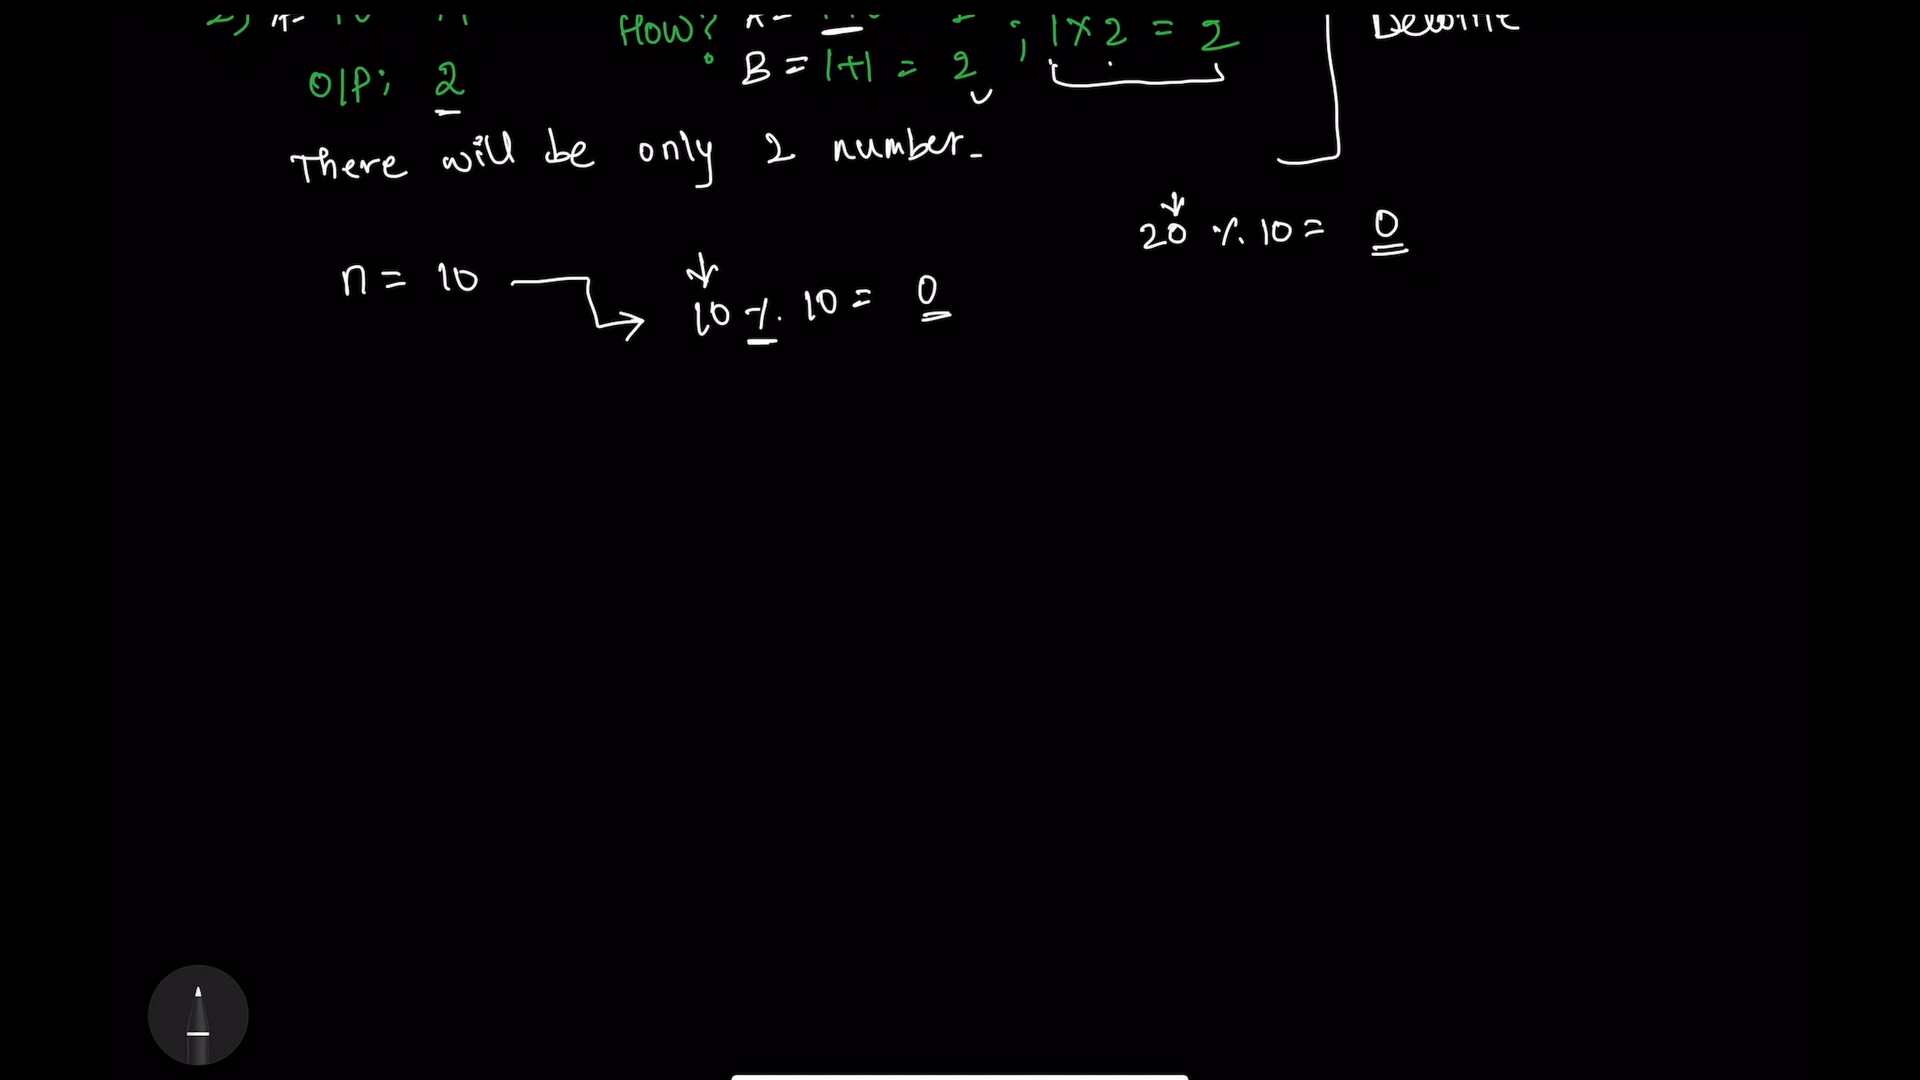 How? ; 1 × 2 = 2
O/P; 2 B = 1+1 = 2
There will be only 2 number.
20 % 10 = 0
n = 10 10 % 10 = 0